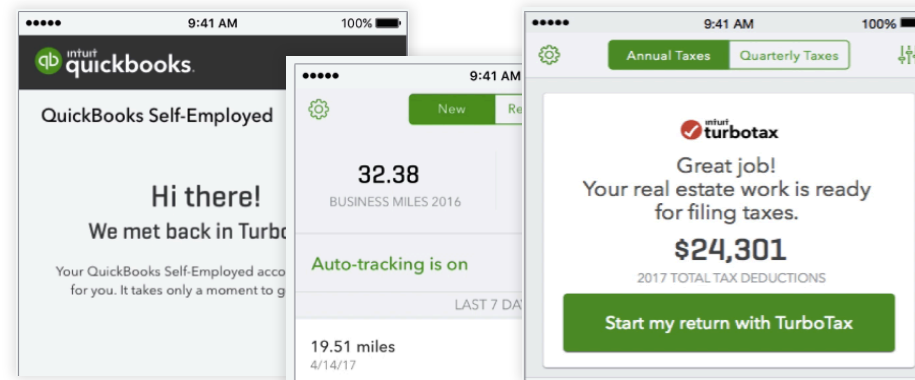 9:41 AM
100%
intuit
quickbooks.
QuickBooks Self-Employed
Hi there!
We met back in Turbo
Your QuickBooks Self-Employed acco
for you. It takes only a moment to g
9:41 AM
New
Re
32.38
BUSINESS MILES 2016
Auto-tracking is on
LAST 7 DA
19.51 miles
4/14/17
9:41 AM
100%
Annual Taxes
Quarterly Taxes
intuit
turbotax
Great job!
Your real estate work is ready
for filing taxes.
$24,301
2017 TOTAL TAX DEDUCTIONS
Start my return with TurboTax